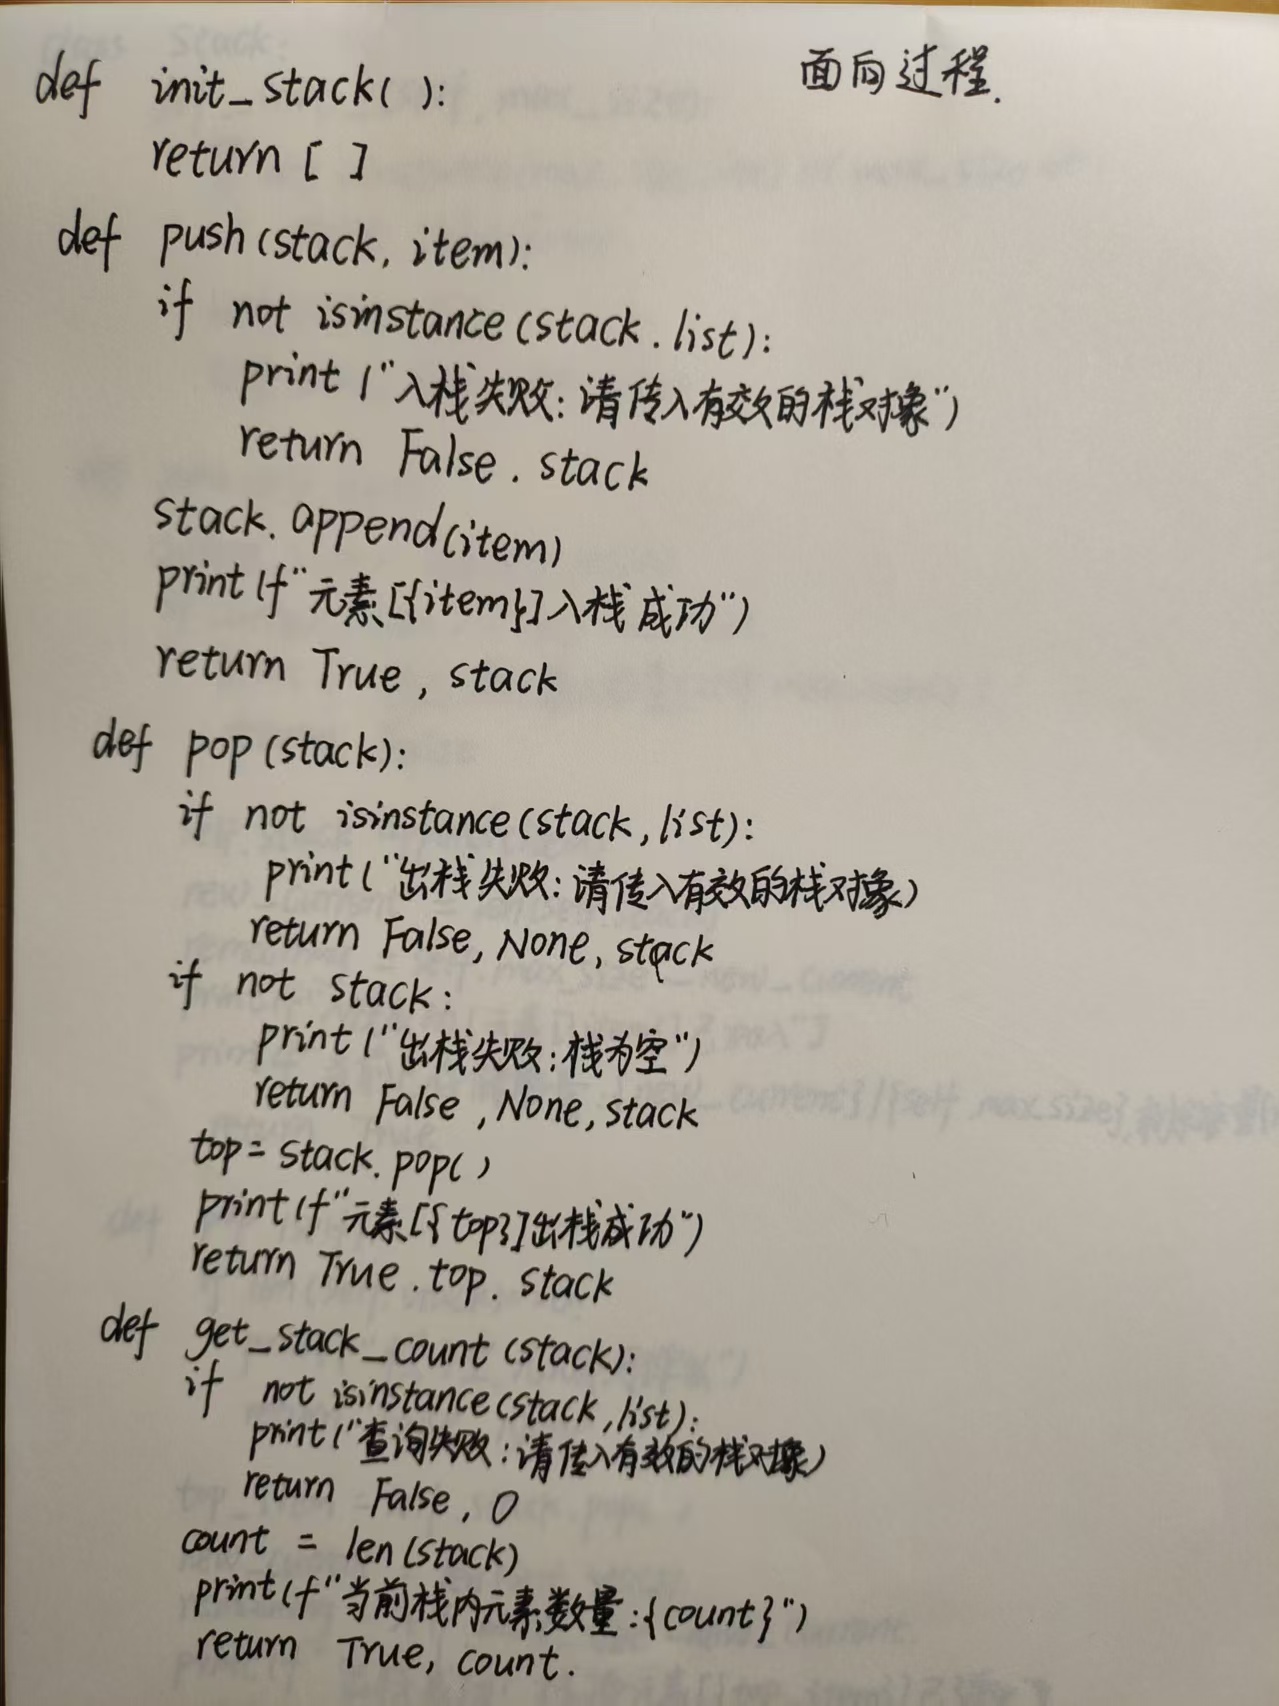 面向过程.
def init_stack( ):
return [ ]
def push(stack, item):
if not isinstance(stack.list):
print("入栈失败:请传入有效的栈对象")
return False.stack
stack.append(item)
print(f"元素[{item}]入栈成功")
return True, stack
def pop(stack):
if not isinstance(stack,list):
print("出栈失败:请传入有效的栈对象)
return False, None, stack
if not stack:
print("出栈失败:栈为空")
return False, None, stack
top= stack.pop( )
print(f"元素[{top}]出栈成功")
return True.top. stack
def get_stack_count(stack):
if not isinstance(stack,list):
print("查询失败:请传入有效的栈对象)
return False, 0
count = len(stack)
print(f"当前栈内元素数量:{count}")
return True, count.